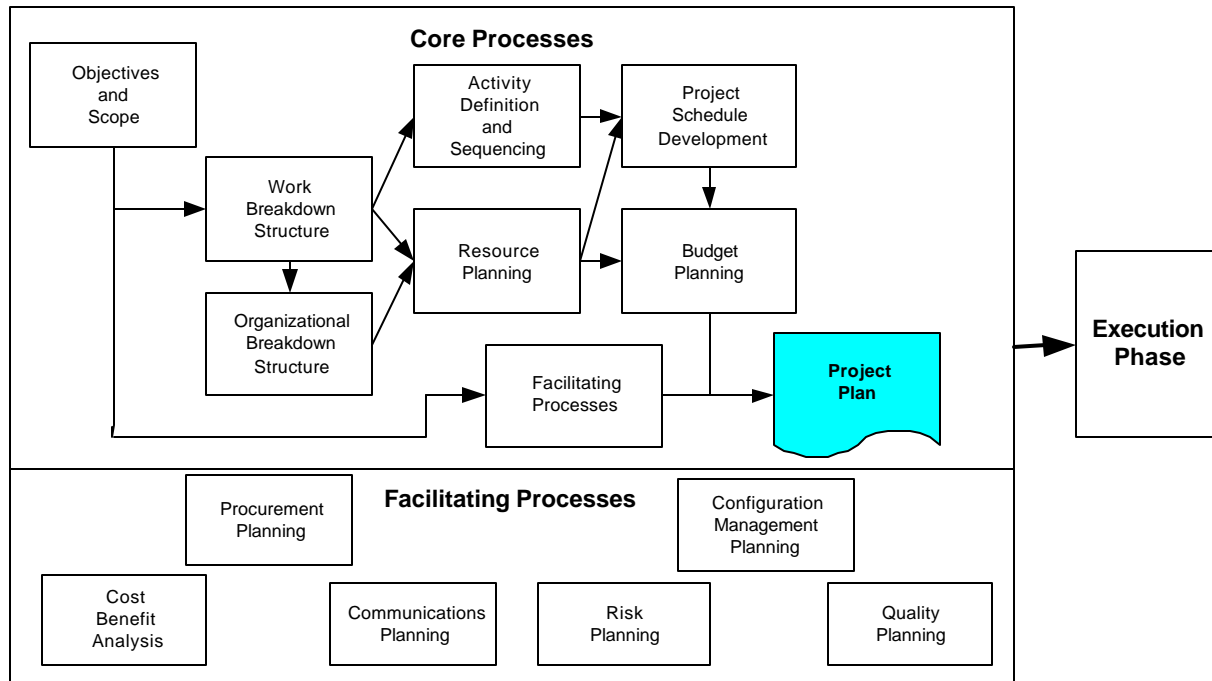 Core Processes
Objectives
and
Scope
Activity
Definition
and
Sequencing
Project
Schedule
Development
Work
Breakdown
Structure
Resource
Planning
Budget
Planning
Organizational
Breakdown
Structure
Facilitating
Processes
Project
Plan
Execution
Phase
Facilitating Processes
Procurement
Planning
Configuration
Management
Planning
Cost
Benefit
Analysis
Communications
Planning
Risk
Planning
Quality
Planning